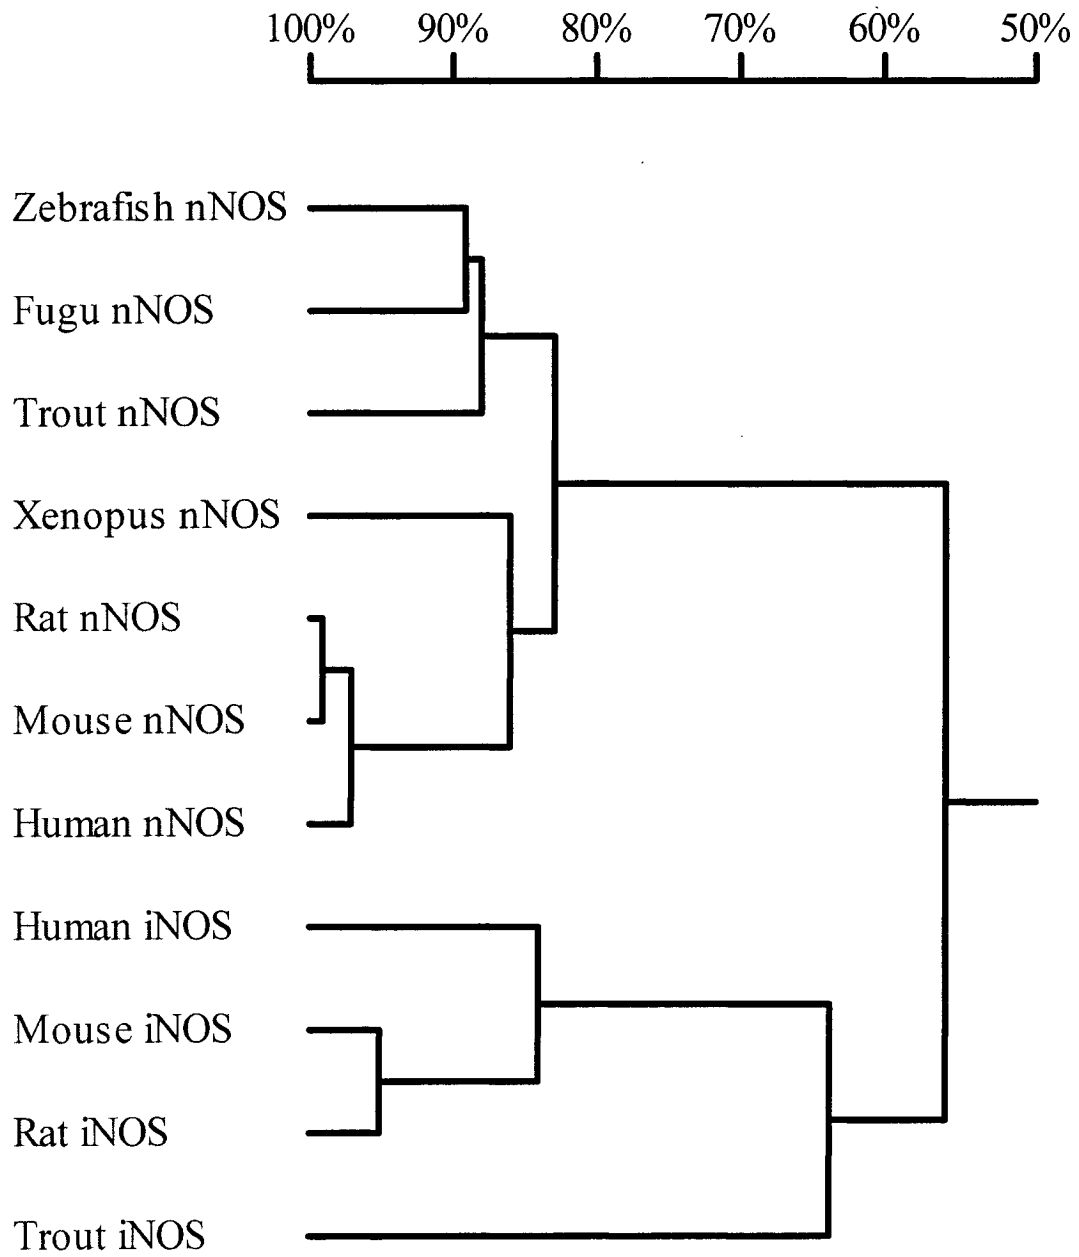 100% 90% 80% 70% 60% 50%
Zebrafish nNOS
Fugu nNOS
Trout nNOS
Xenopus nNOS
Rat nNOS
Mouse nNOS
Human nNOS
Human iNOS
Mouse iNOS
Rat iNOS
Trout iNOS